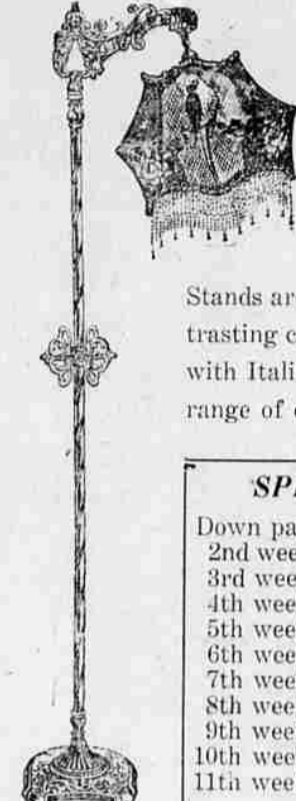 Stands ar
trasting c
with Itali
range of
SP
Down pa
2nd wee
3rd wee
4th wee
5th wee
6th wee
7th wee
8th wee
9th wee
10th wee
11th wee